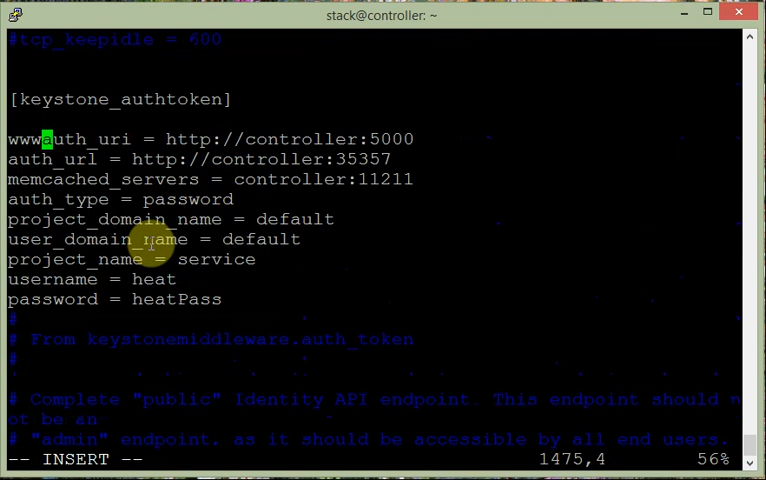 stack@controller: ~
#tcp_keepidle = 600
[keystone_authtoken]
wwwauth_uri = http://controller:5000
auth_url = http://controller:35357
memcached_servers = controller:11211
auth_type = password
project_domain_name = default
user_domain_name = default
project_name = service
username = heat
password = heatPass
#
# From keystonemiddleware.auth_token
#
# Complete "public" Identity API endpoint. This endpoint should n
ot be an
# "admin" endpoint, as it should be accessible by all end users.
-- INSERT -- 1475,4 56%